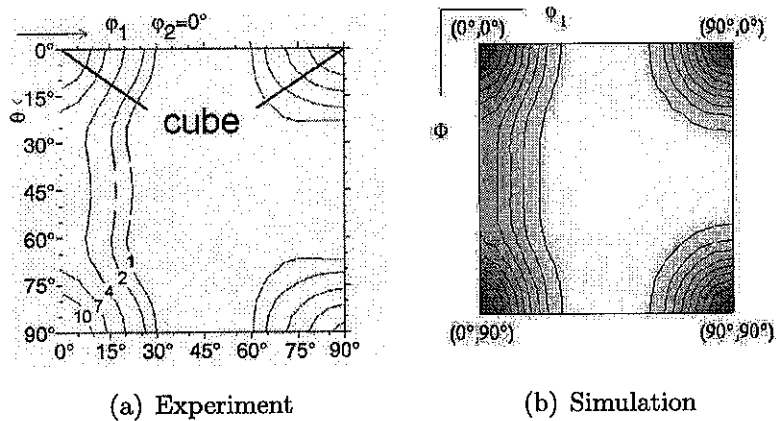 φ₁ φ₂=0°
0°
15°
30°
45°
60°
75°
90°
θ
cube
1
2
4
7
10
0° 15° 30° 45° 60° 75° 90°
(a) Experiment
φ₁
(0°,0°) (90°,0°)
Φ
(0°,90°) (90°,90°)
(b) Simulation